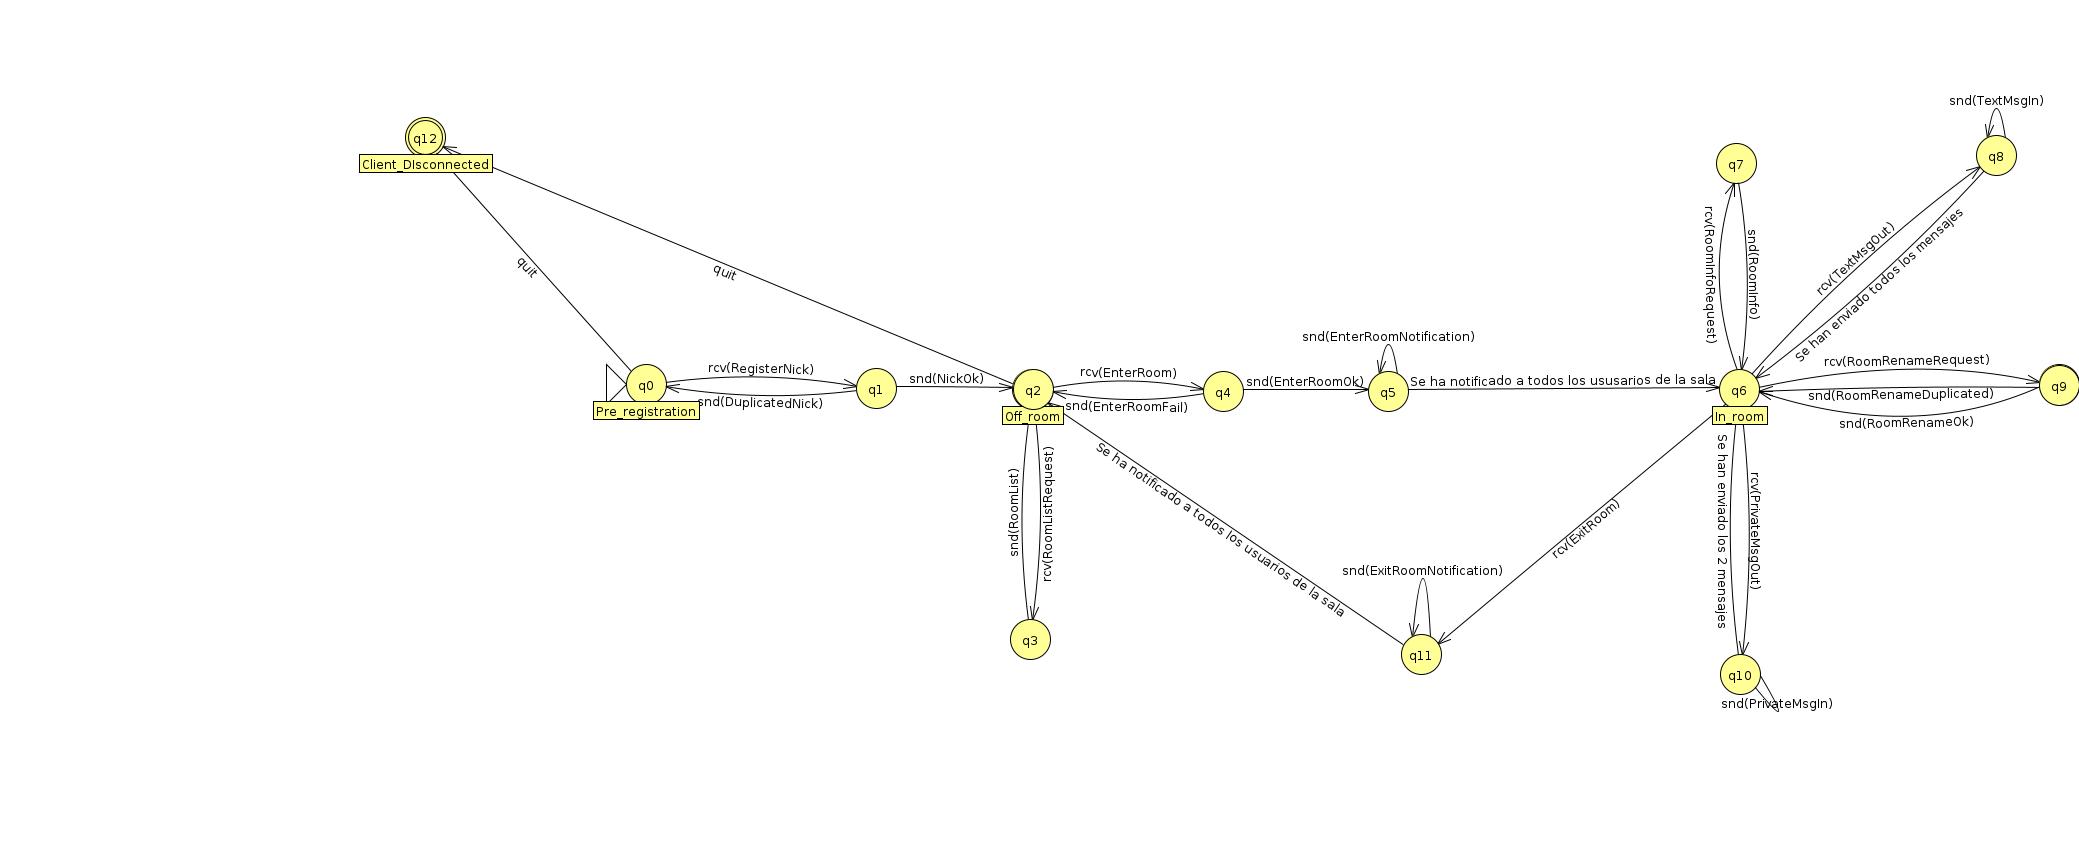 snd(TextMsgIn)
q12
Client_DIsconnected
q7
q8
rcv(RoomInfoRequest)
snd(RoomInfo)
rcv(TextMsgOut)
Se han enviado todos los mensajes
quit
quit
snd(EnterRoomNotification)
q0
Pre_registration
rcv(RegisterNick)
snd(DuplicatedNick)
q1
snd(NickOk)
q2
Off_room
rcv(EnterRoom)
snd(EnterRoomFail)
q4
snd(EnterRoomOk)
q5
Se ha notificado a todos los ususarios de la sala
q6
In_room
rcv(RoomRenameRequest)
snd(RoomRenameDuplicated)
snd(RoomRenameOk)
q9
snd(RoomList)
rcv(RoomListRequest)
Se ha notificado a todos los usuarios de la sala
rcv(ExitRoom)
Se han enviado los 2 mensajes
rcv(PrivateMsgOut)
snd(ExitRoomNotification)
q3
q11
q10
snd(PrivateMsgIn)